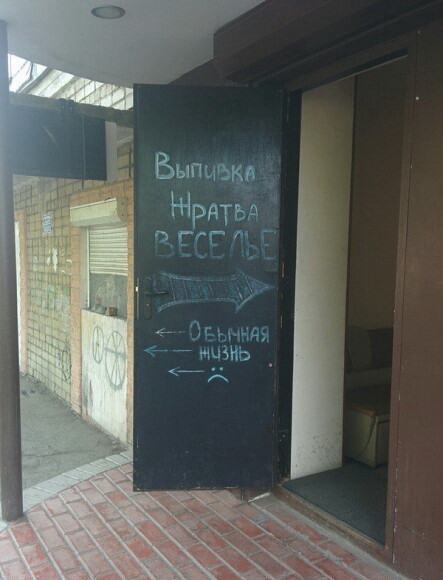 Выпивка
Жратва
ВЕСЕЛЬЕ
Обычная
жизнь